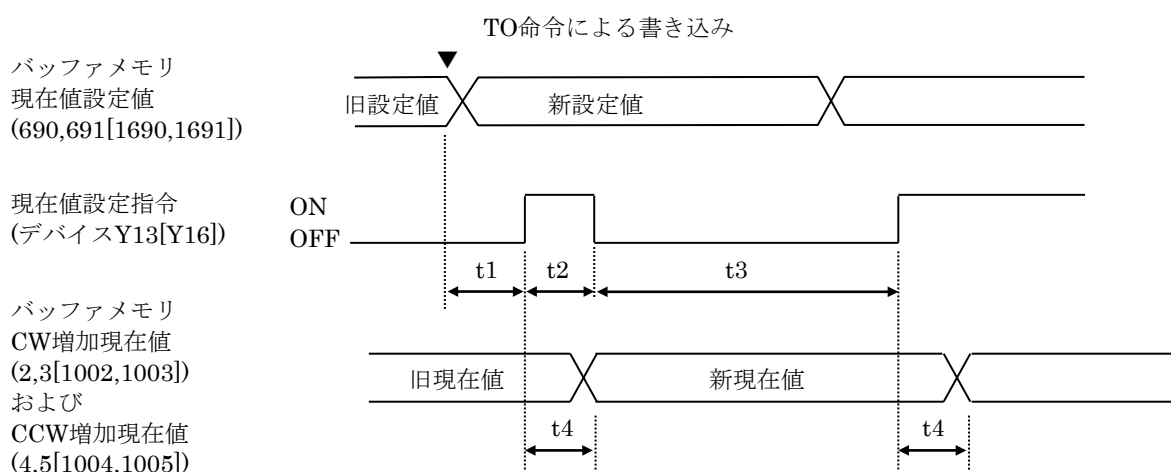 TO命令による書き込み
バッファメモリ
現在値設定値
(690,691[1690,1691])
旧設定値
新設定値
現在値設定指令
(デバイスY13[Y16])
ON
OFF
t1
t2
t3
バッファメモリ
CW増加現在値
(2,3[1002,1003])
および
CCW増加現在値
(4,5[1004,1005])
旧現在値
新現在値
t4
t4